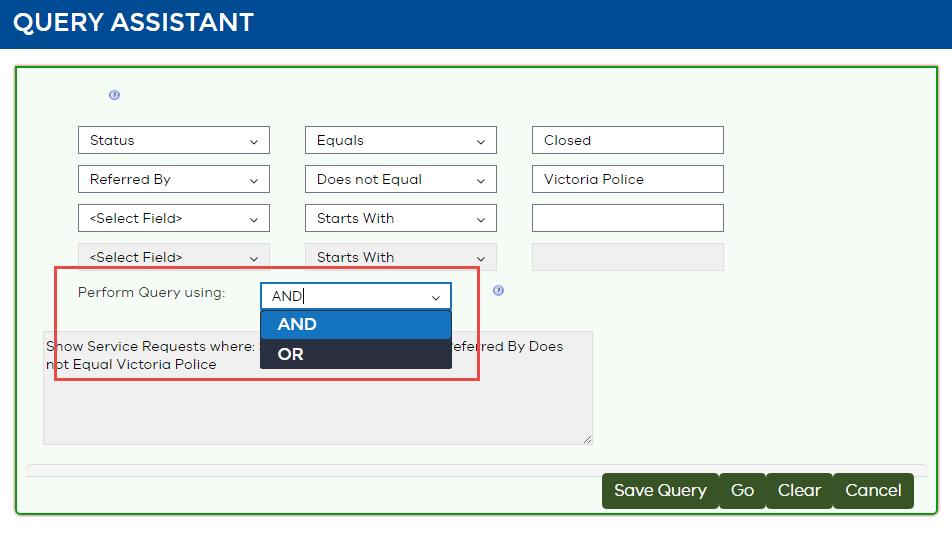 QUERY ASSISTANT
?
Status Equals Closed
Referred By Does not Equal Victoria Police
<Select Field> Starts With
<Select Field> Starts With
Perform Query using: AND ?
AND
OR
Show Service Requests where: eferred By Does
not Equal Victoria Police
Save Query Go Clear Cancel